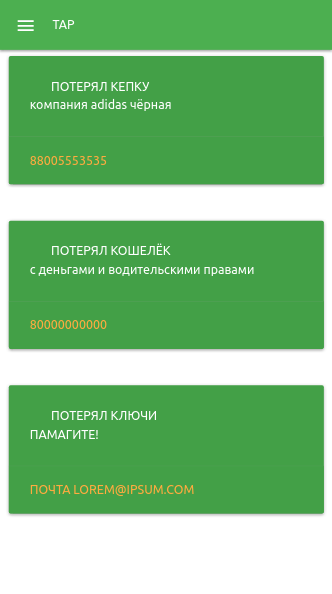 TAP
ПОТЕРЯЛ КЕПКУ
компания adidas чёрная
88005553535
ПОТЕРЯЛ КОШЕЛЁК
с деньгами и водительскими правами
80000000000
ПОТЕРЯЛ КЛЮЧИ
ПАМАГИТЕ!
ПОЧТА LOREM@IPSUM.COM